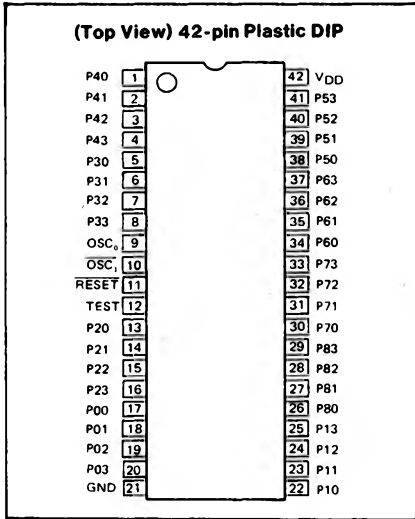 (Top View) 42-pin Plastic DIP
P40 1 42 VDD
P41 2 41 P53
P42 3 40 P52
P43 4 39 P51
P30 5 38 P50
P31 6 37 P63
P32 7 36 P62
P33 8 35 P61
OSC₀ 9 34 P60
OSC₁ 10 33 P73
RESET 11 32 P72
TEST 12 31 P71
P20 13 30 P70
P21 14 29 P83
P22 15 28 P82
P23 16 27 P81
P00 17 26 P80
P01 18 25 P13
P02 19 24 P12
P03 20 23 P11
GND 21 22 P10